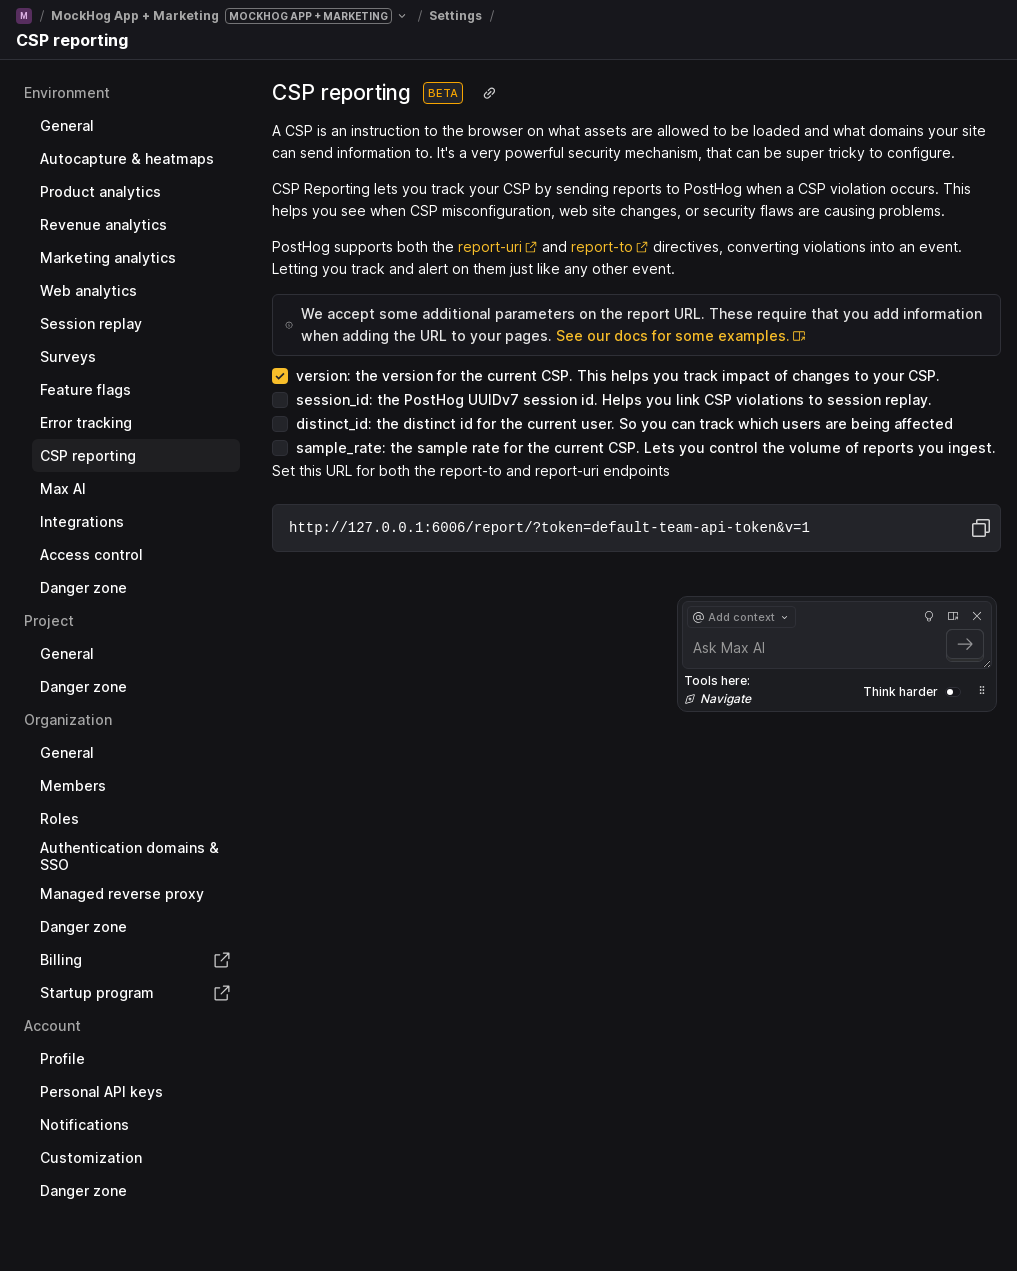 M / MockHog App + Marketing MOCKHOG APP + MARKETING / Settings /
CSP reporting
Environment
General
Autocapture & heatmaps
Product analytics
Revenue analytics
Marketing analytics
Web analytics
Session replay
Surveys
Feature flags
Error tracking
CSP reporting
Max AI
Integrations
Access control
Danger zone
Project
General
Danger zone
Organization
General
Members
Roles
Authentication domains &
SSO
Managed reverse proxy
Danger zone
Billing
Startup program
Account
Profile
Personal API keys
Notifications
Customization
Danger zone
CSP reporting BETA
A CSP is an instruction to the browser on what assets are allowed to be loaded and what domains your site
can send information to. It's a very powerful security mechanism, that can be super tricky to configure.
CSP Reporting lets you track your CSP by sending reports to PostHog when a CSP violation occurs. This
helps you see when CSP misconfiguration, web site changes, or security flaws are causing problems.
PostHog supports both the report-uri and report-to directives, converting violations into an event.
Letting you track and alert on them just like any other event.
We accept some additional parameters on the report URL. These require that you add information
when adding the URL to your pages. See our docs for some examples.
version: the version for the current CSP. This helps you track impact of changes to your CSP.
session_id: the PostHog UUIDv7 session id. Helps you link CSP violations to session replay.
distinct_id: the distinct id for the current user. So you can track which users are being affected
sample_rate: the sample rate for the current CSP. Lets you control the volume of reports you ingest.
Set this URL for both the report-to and report-uri endpoints
http://127.0.0.1:6006/report/?token=default-team-api-token&v=1
@ Add context
Ask Max AI
Tools here:
Navigate
Think harder